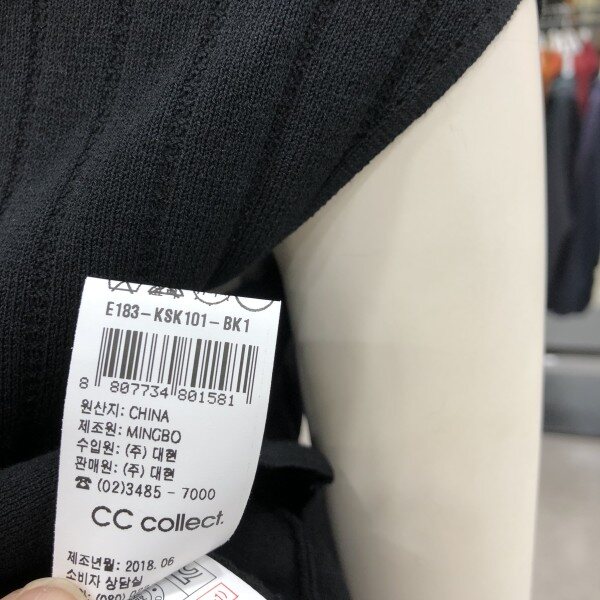 E183-KSK101-BK1
8 807734 801581
원산지: CHINA
제조원: MINGBO
수입원: (주) 대현
판매원: (주) 대현
☎ (02)3485 - 7000
CC collect.
제조년월: 2018. 06
소비자 상담실